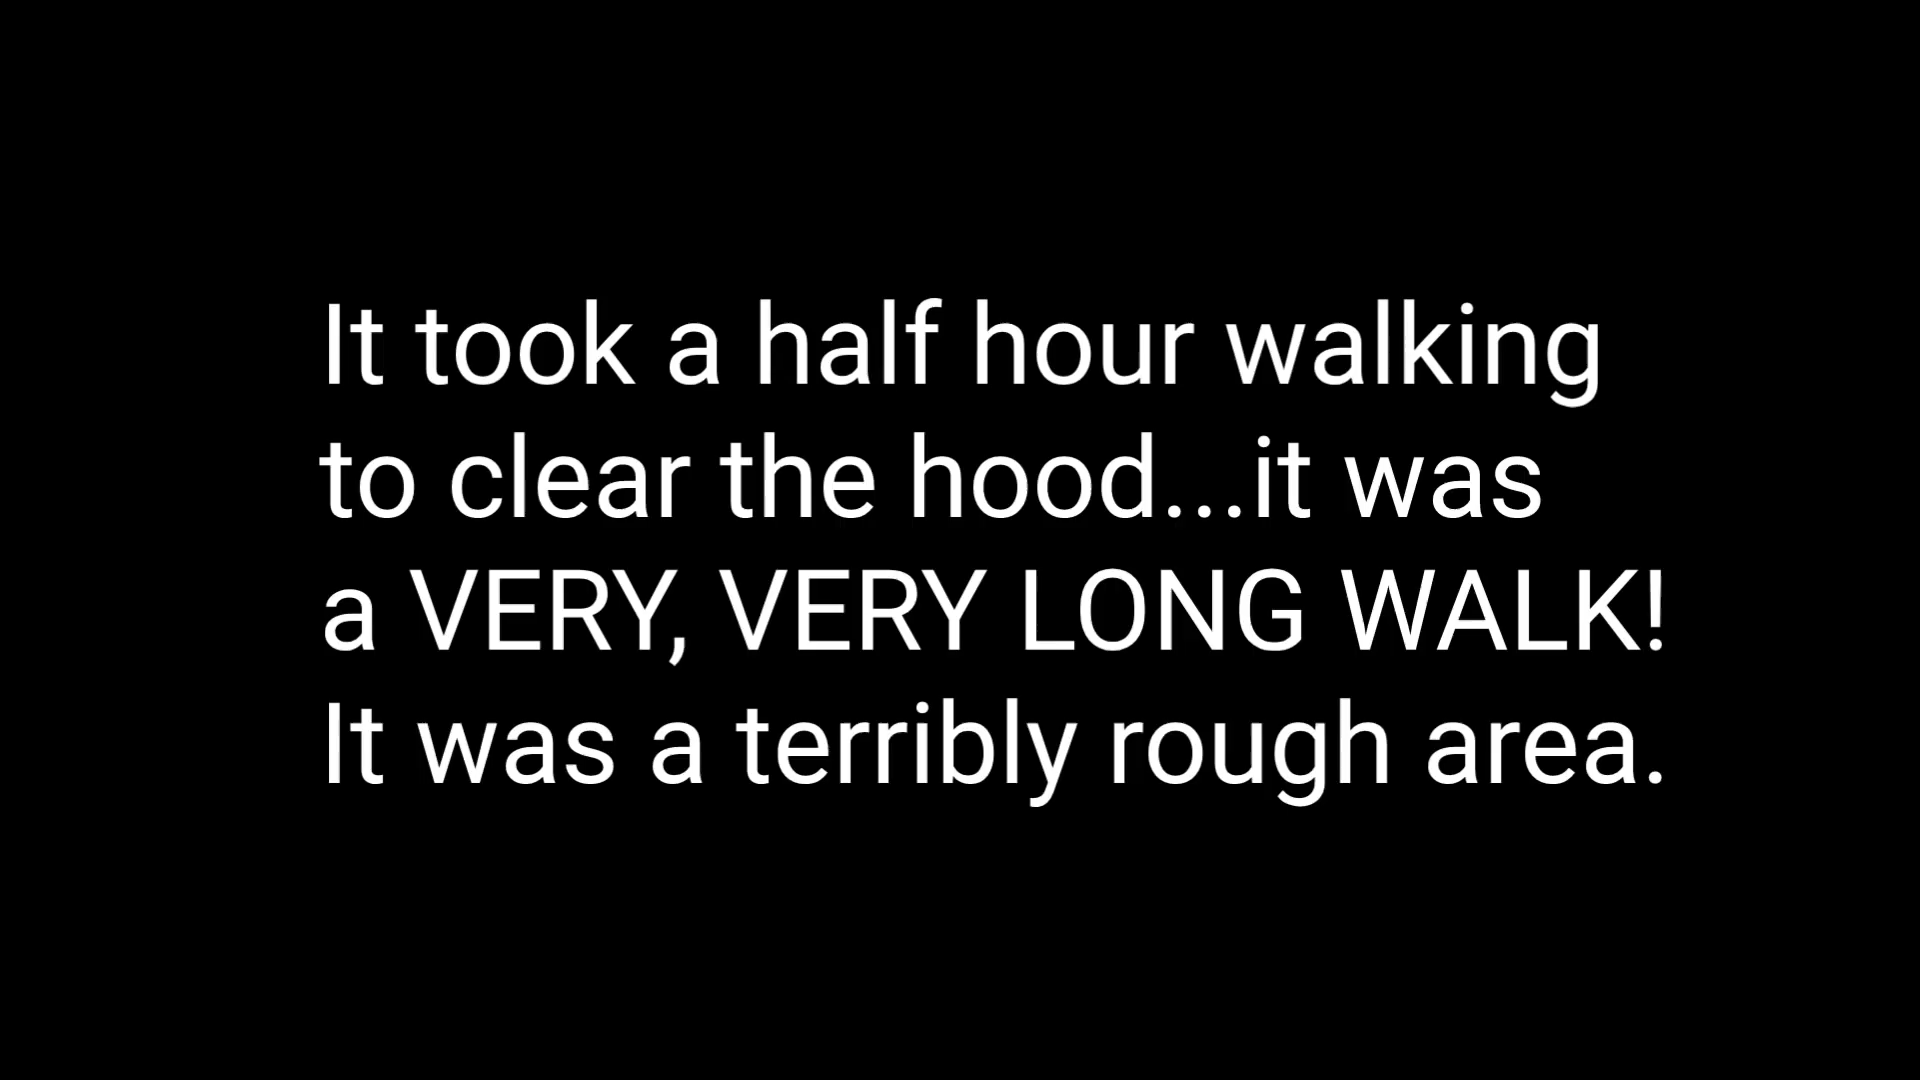 It took a half hour walking
to clear the hood...it was
a VERY, VERY LONG WALK!
It was a terribly rough area.